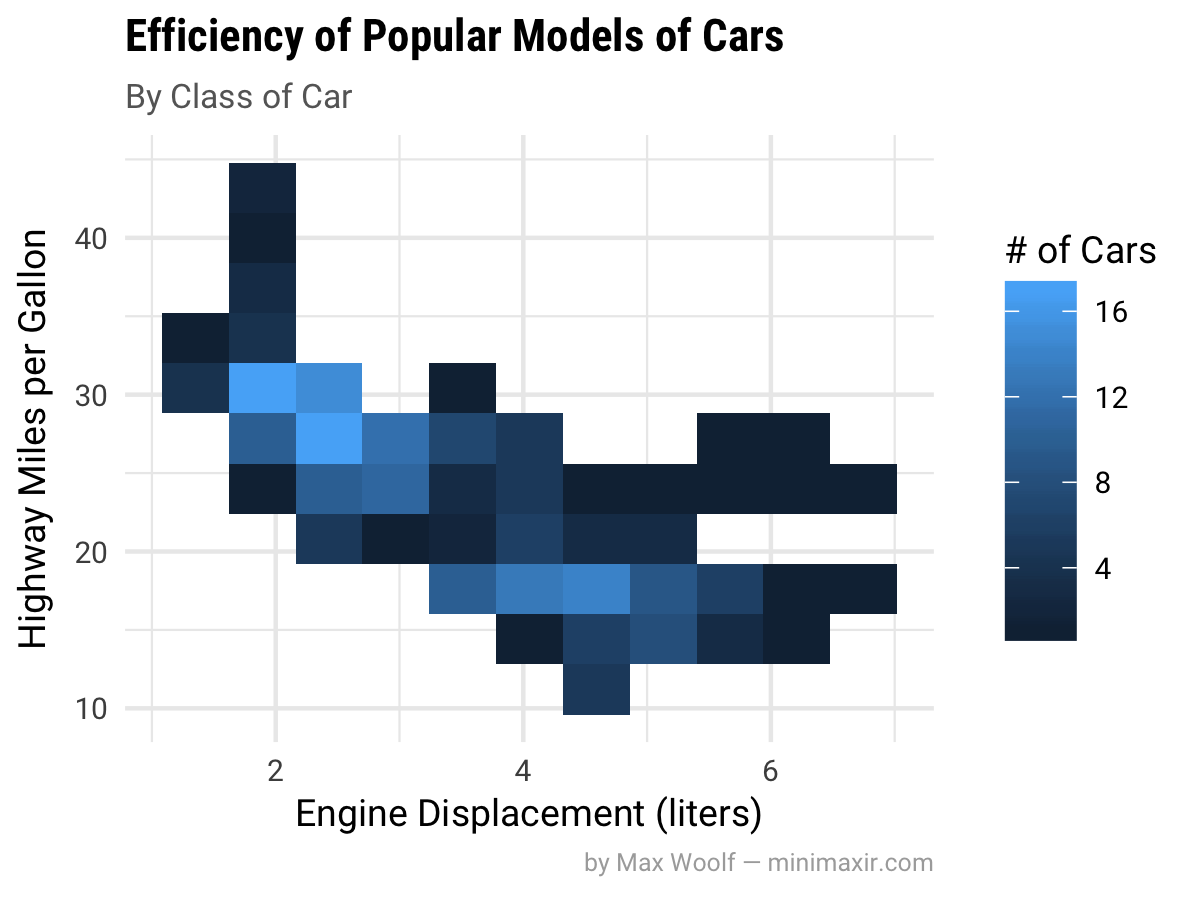 Efficiency of Popular Models of Cars
By Class of Car
Highway Miles per Gallon
40
30
20
10
2 4 6
Engine Displacement (liters)
# of Cars
16
12
8
4
by Max Woolf — minimaxir.com